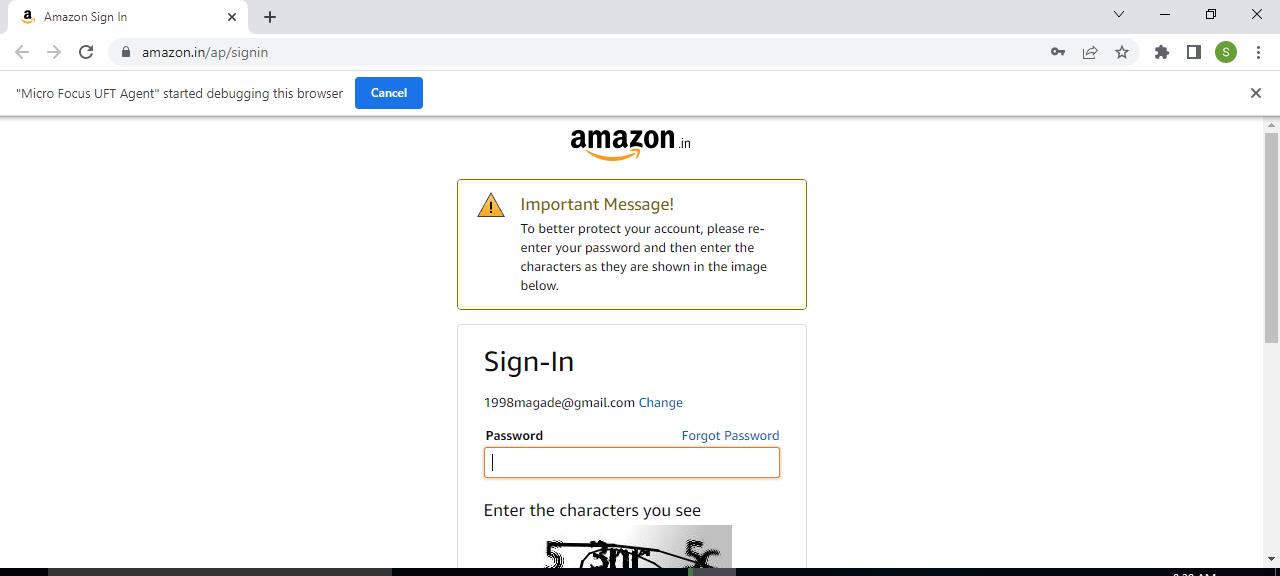 Amazon Sign In
amazon.in/ap/signin
S
"Micro Focus UFT Agent" started debugging this browser
Cancel
amazon.in
Important Message!
To better protect your account, please re-
enter your password and then enter the
characters as they are shown in the image
below.
Sign-In
1998magade@gmail.com Change
Password
Forgot Password
Enter the characters you see